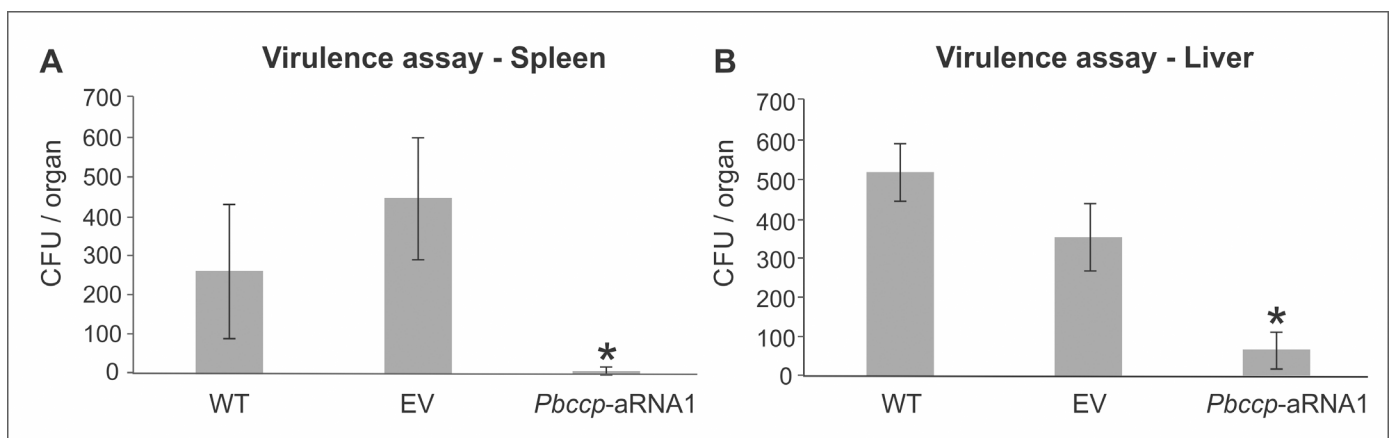 A
Virulence assay - Spleen
CFU / organ
700
600
500
400
300
200
100
0
*
WT
EV
Pbccp-aRNA1
B
Virulence assay - Liver
CFU / organ
700
600
500
400
300
200
100
0
*
WT
EV
Pbccp-aRNA1